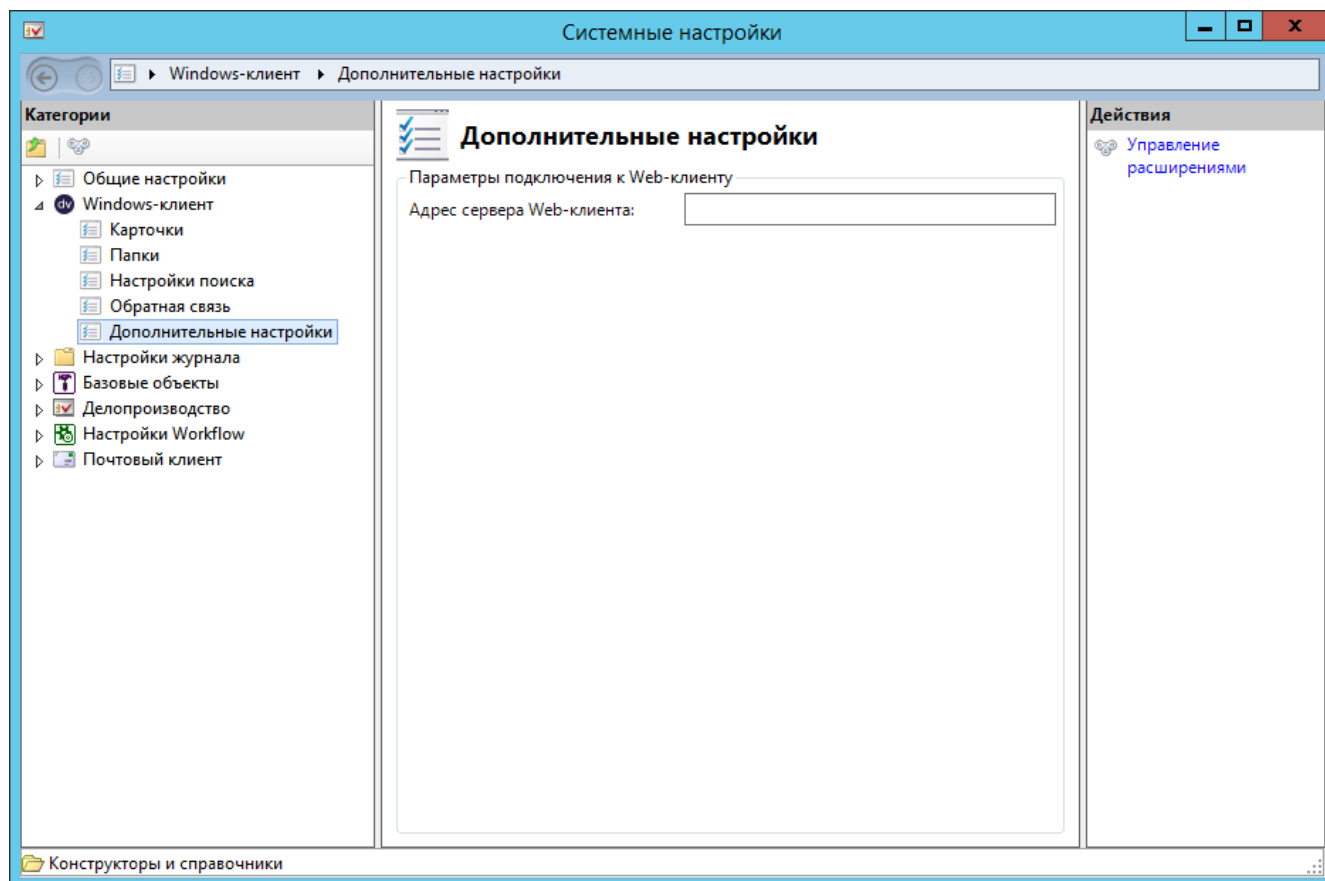 Системные настройки
Windows-клиент Дополнительные настройки
Категории
Общие настройки
dv Windows-клиент
Карточки
Папки
Настройки поиска
Обратная связь
Дополнительные настройки
Настройки журнала
Базовые объекты
Делопроизводство
Настройки Workflow
Почтовый клиент
Дополнительные настройки
Параметры подключения к Web-клиенту
Адрес сервера Web-клиента:
Действия
Управление
расширениями
Конструкторы и справочники